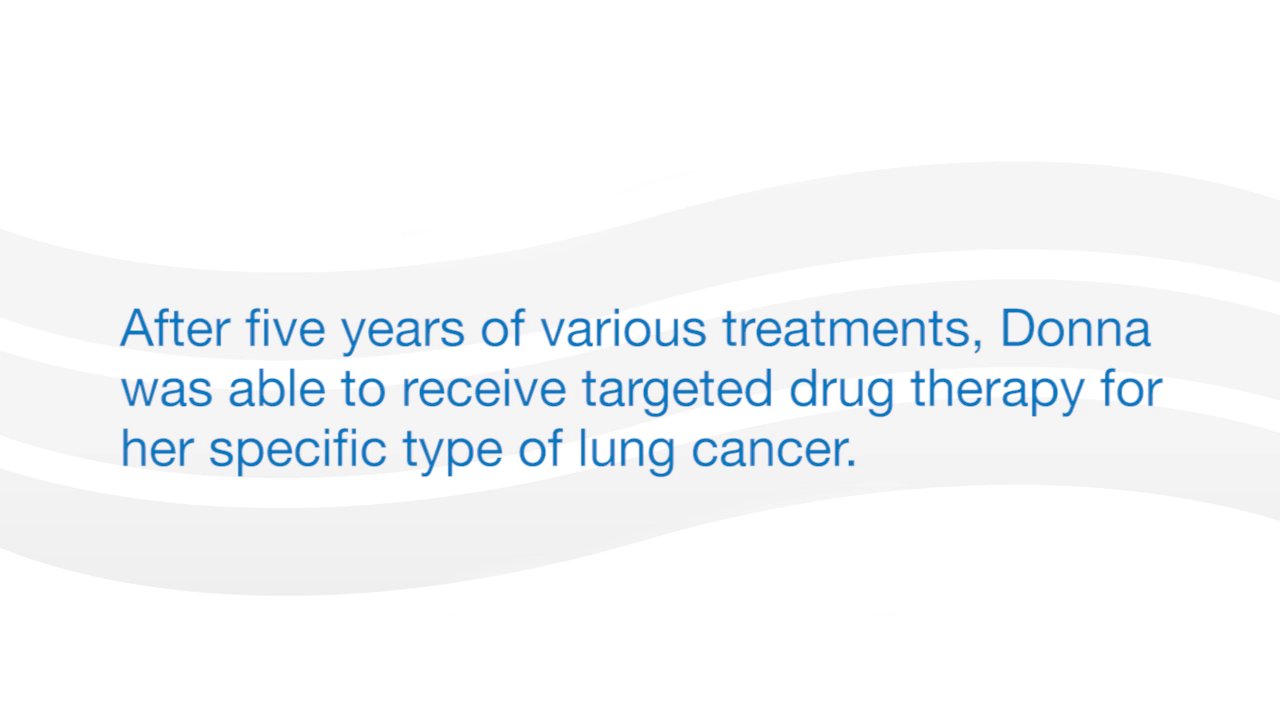 After five years of various treatments, Donna
was able to receive targeted drug therapy for
her specific type of lung cancer.